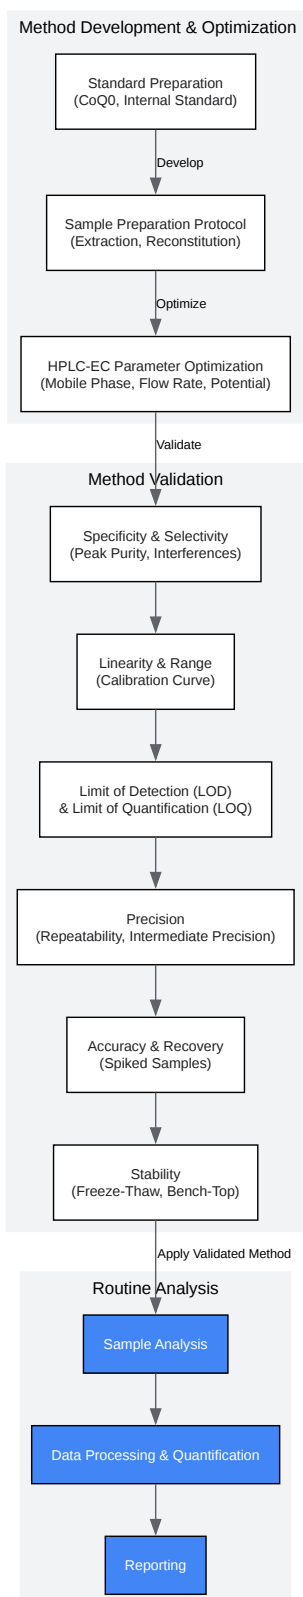 Method Development & Optimization
Standard Preparation
(CoQ0, Internal Standard)
Develop
Sample Preparation Protocol
(Extraction, Reconstitution)
Optimize
HPLC-EC Parameter Optimization
(Mobile Phase, Flow Rate, Potential)
Validate
Method Validation
Specificity & Selectivity
(Peak Purity, Interferences)
Linearity & Range
(Calibration Curve)
Limit of Detection (LOD)
& Limit of Quantification (LOQ)
Precision
(Repeatability, Intermediate Precision)
Accuracy & Recovery
(Spiked Samples)
Stability
(Freeze-Thaw, Bench-Top)
Apply Validated Method
Routine Analysis
Sample Analysis
Data Processing & Quantification
Reporting